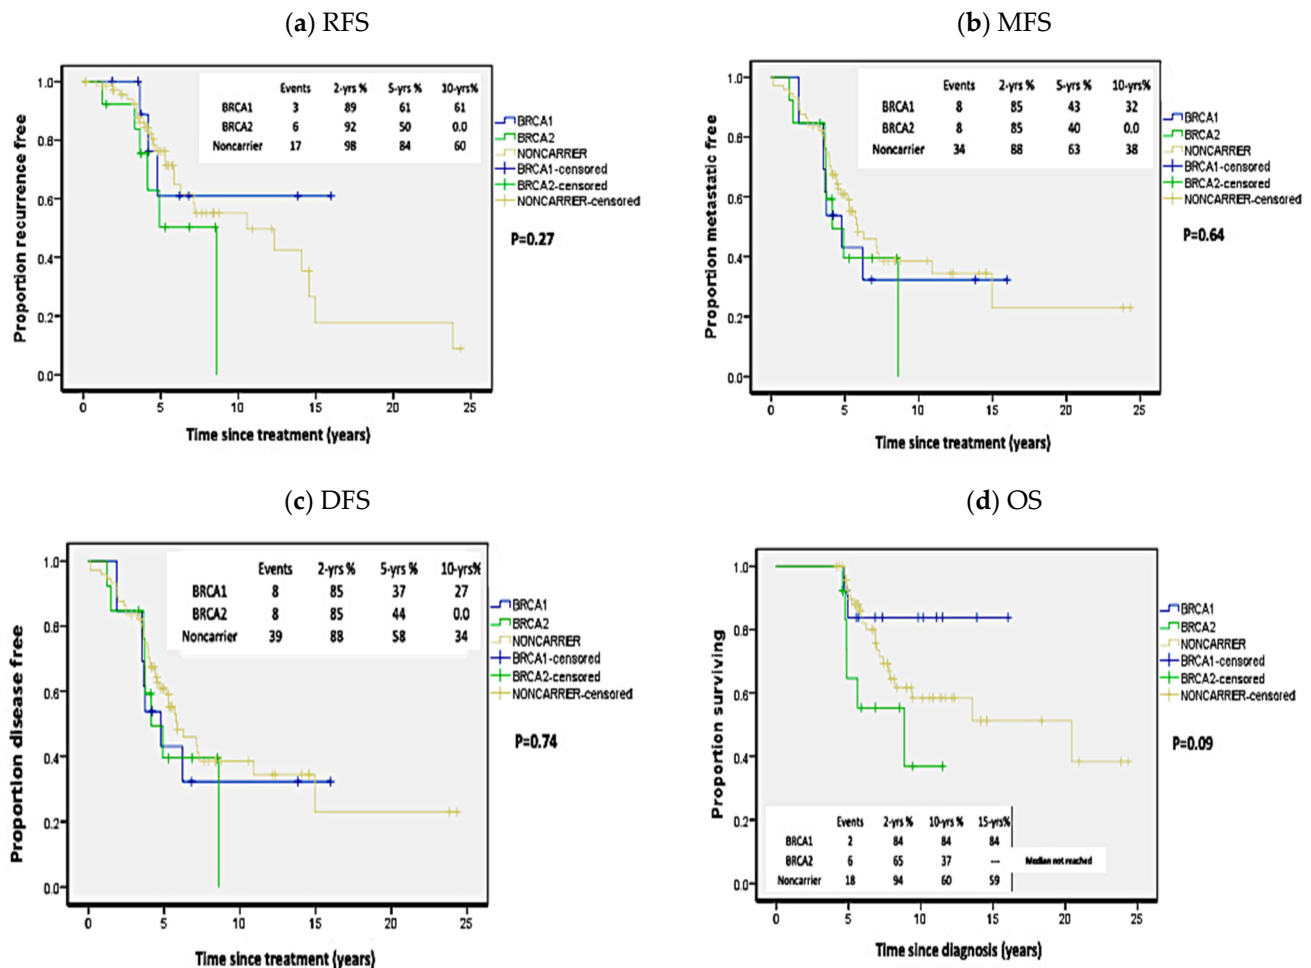 (a) RFS
Events 2-yrs % 5-yrs % 10-yrs%
BRCA1 3 89 61 61
BRCA2 6 92 50 0.0
Noncarrier 17 98 84 60
1.0
0.8
0.6
0.4
0.2
0.0
Proportion recurrence free
0 5 10 15 20 25
Time since treatment (years)
BRCA1
BRCA2
NONCARRIER
BRCA1-censored
BRCA2-censored
NONCARRIER-censored
P=0.27
(b) MFS
Events 2-yrs % 5-yrs % 10-yrs%
BRCA1 8 85 43 32
BRCA2 8 85 40 0.0
Noncarrier 34 88 63 38
1.0
0.8
0.6
0.4
0.2
0.0
Proportion metastatic free
0 5 10 15 20 25
Time since treatment (years)
BRCA1
BRCA2
NONCARRIER
BRCA1-censored
BRCA2-censored
NONCARRIER-censored
P=0.64
(c) DFS
Events 2-yrs % 5-yrs % 10-yrs%
BRCA1 8 85 37 27
BRCA2 8 85 44 0.0
Noncarrier 39 88 58 34
1.0
0.8
0.6
0.4
0.2
0.0
Proportion disease free
0 5 10 15 20 25
Time since treatment (years)
BRCA1
BRCA2
NONCARRIER
BRCA1-censored
BRCA2-censored
NONCARRIER-censored
P=0.74
(d) OS
1.0
0.8
0.6
0.4
0.2
0.0
Proportion surviving
Events 2-yrs % 10-yrs % 15-yrs%
BRCA1 2 84 84 84
BRCA2 6 65 37 ---
Noncarrier 18 94 60 59
Median not reached
0 5 10 15 20 25
Time since diagnosis (years)
BRCA1
BRCA2
NONCARRIER
BRCA1-censored
BRCA2-censored
NONCARRIER-censored
P=0.09